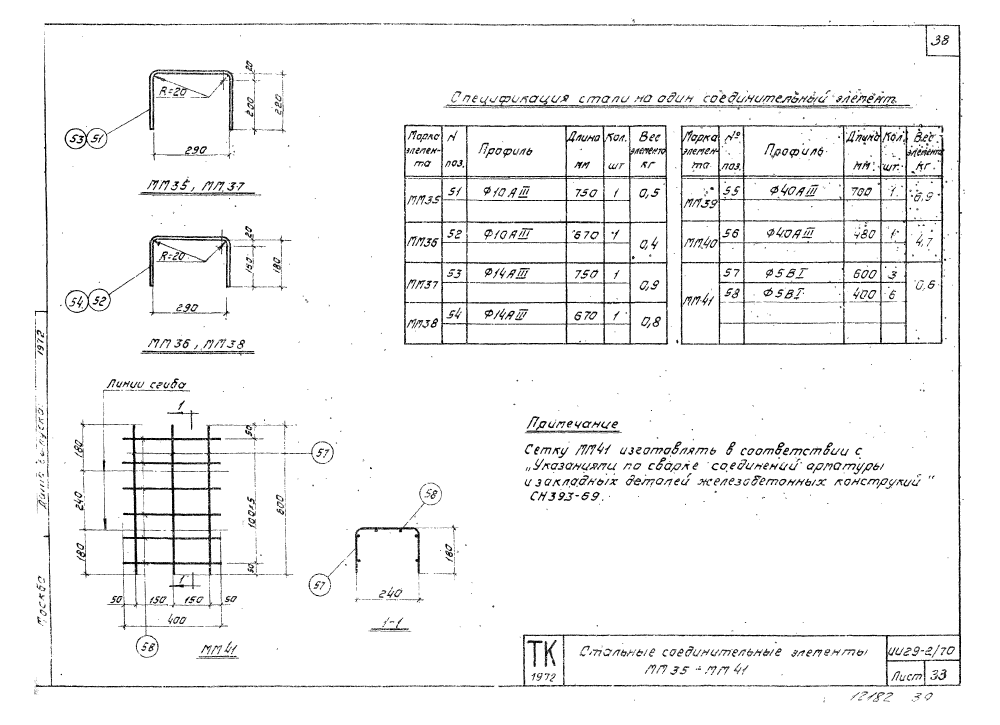 38
20
R=20
200
220
53 51
290
ММ35, ММ37
20
R=20
160
180
54 52
290
ММ36, ММ38
Спецификация стали на один соединительный элемент
Марка элемента | N поз. | Профиль | Длина мм | Кол. шт | Вес элемента кг
ММ35 | 51 | Ф10АIII | 750 | 1 | 0,5
ММ36 | 52 | Ф10АIII | 670 | 1 | 0,4
ММ37 | 53 | Ф14АIII | 750 | 1 | 0,9
ММ38 | 54 | Ф14АIII | 670 | 1 | 0,8
Марка элемента | № поз. | Профиль | Длина мм | Кол. шт. | Вес элемента кг
ММ39 | 55 | Ф40АIII | 700 | 1 | 6,9
ММ40 | 56 | Ф40АIII | 480 | 1 | 4,7
ММ41 | 57 | Ф5ВI | 600 | 3 | 0,6
58 | Ф5ВI | 400 | 6
Линии сгиба
1
180
240
180
50
100×5
50
600
57
58
1
50 150 150 50
400
58
ММ41
57
180
240
1-1
Примечание
Сетку ММ41 изготовлять в соответствии с
„Указаниями по сварке соединений арматуры
и закладных деталей железобетонных конструкий"
СН393-69.
Москва
Дата выпуска
1972
ТК
1972
Стальные соединительные элементы
ММ35÷ММ41
ИИ29-2/70
Лист 33
12182 39